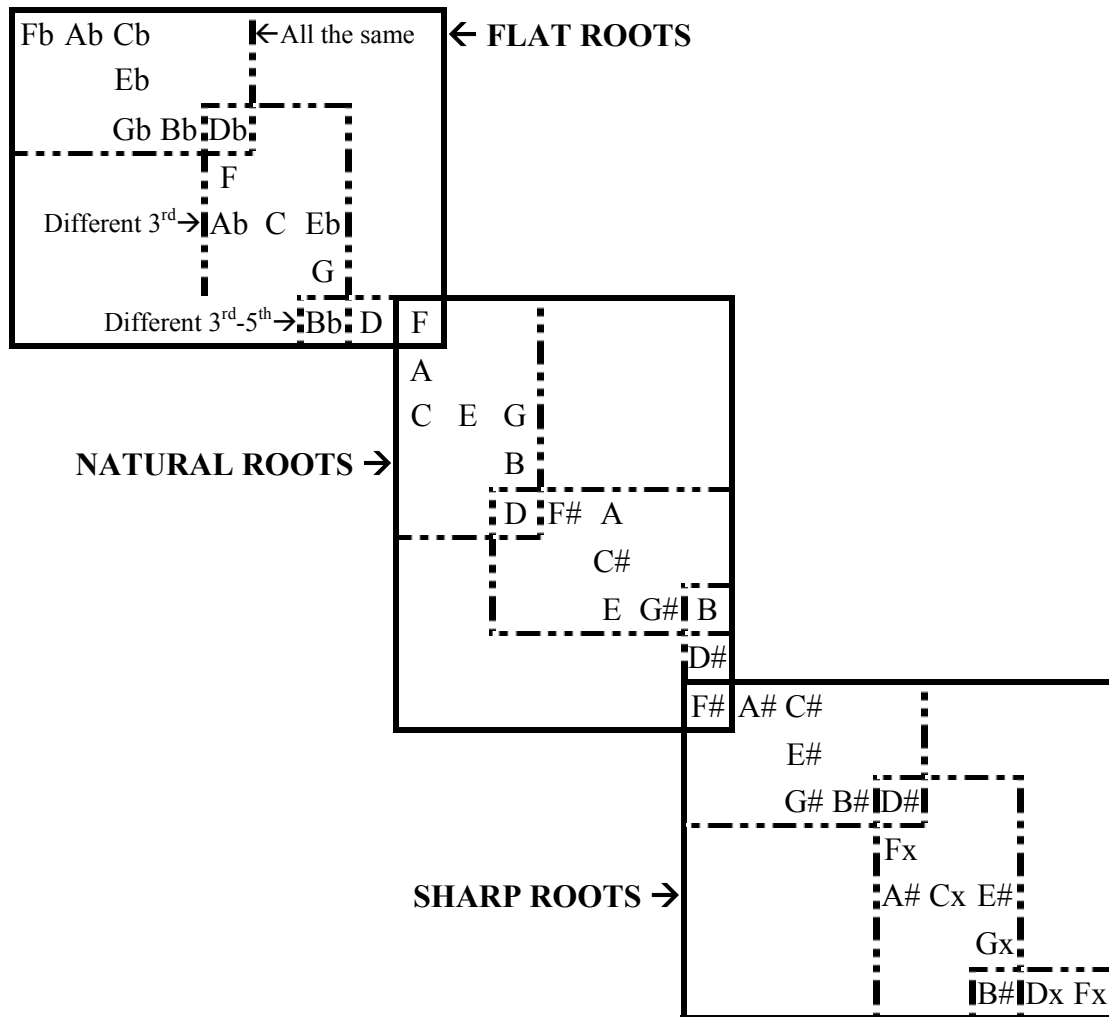 Fb Ab Cb ←All the same ← FLAT ROOTS
Eb
Gb Bb Db
F
Different 3rd→ Ab C Eb
G
Different 3rd-5th→ Bb D F
A
C E G
NATURAL ROOTS → B
D F# A
C#
E G# B
D#
F# A# C#
E#
G# B# D#
Fx
SHARP ROOTS → A# Cx E#
Gx
B# Dx Fx